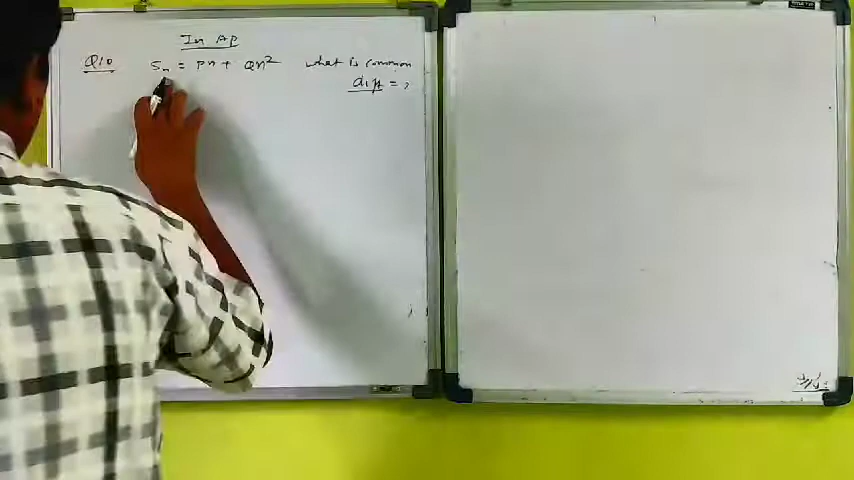 In AP
Q10 Sn = Pn + Qn² what is common
diff = ?